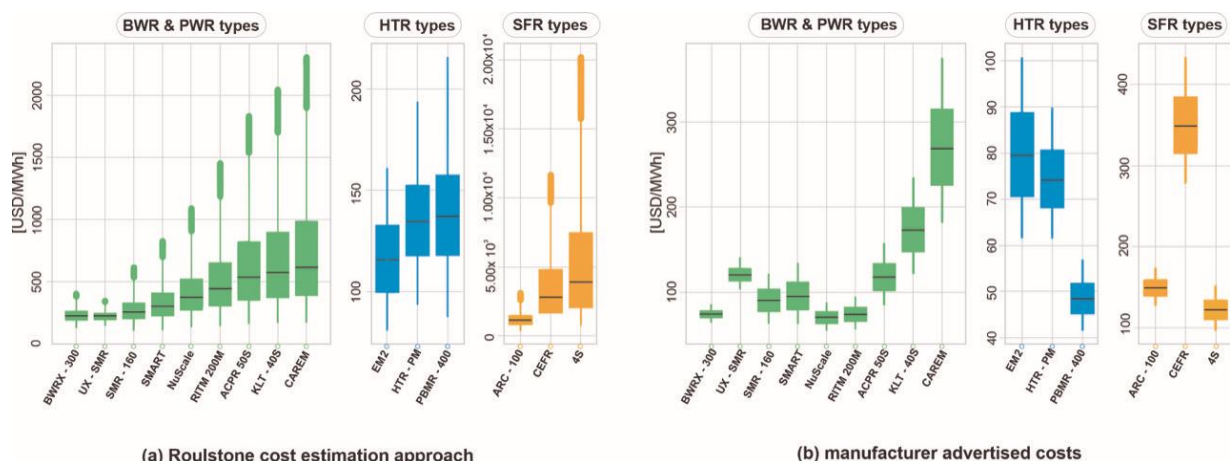 BWR & PWR types
HTR types
SFR types
[USD/MWh]
2000
1500
1000
500
0
200
150
100
2.00x10⁴
1.50x10⁴
1.00x10⁴
5.00x10³
0
BWRX - 300
UX - SMR
SMR - 160
SMART
NuScale
RITM 200M
ACPR 50S
KLT - 40S
CAREM
EM2
HTR - PM
PBMR - 400
ARC - 100
CEFR
4S
(a) Roulstone cost estimation approach
BWR & PWR types
HTR types
SFR types
[USD/MWh]
300
200
100
100
90
80
70
60
50
40
400
300
200
100
BWRX - 300
UX - SMR
SMR - 160
SMART
NuScale
RITM 200M
ACPR 50S
KLT - 40S
CAREM
EM2
HTR - PM
PBMR - 400
ARC - 100
CEFR
4S
(b) manufacturer advertised costs